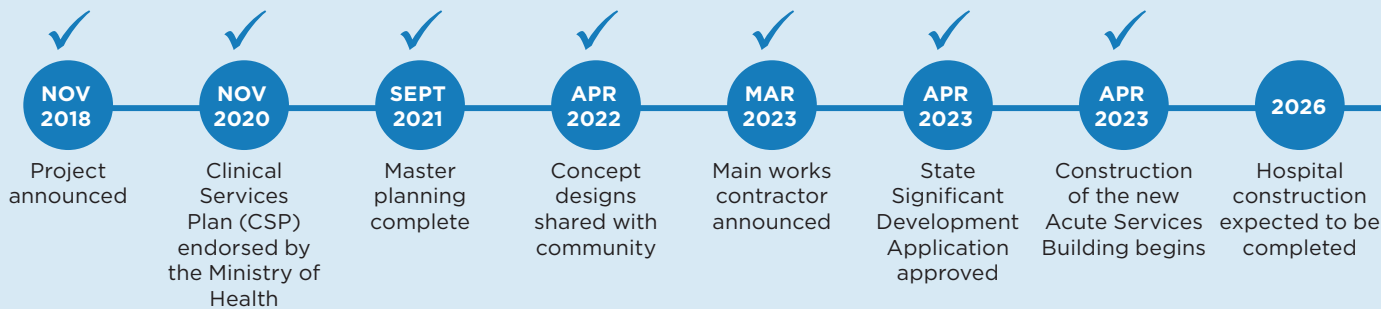 NOV
2018
Project
announced
NOV
2020
Clinical
Services
Plan (CSP)
endorsed by
the Ministry of
Health
SEPT
2021
Master
planning
complete
APR
2022
Concept
designs
shared with
community
MAR
2023
Main works
contractor
announced
APR
2023
State
Significant
Development
Application
approved
APR
2023
Construction
of the new
Acute Services
Building begins
2026
Hospital
construction
expected to be
completed